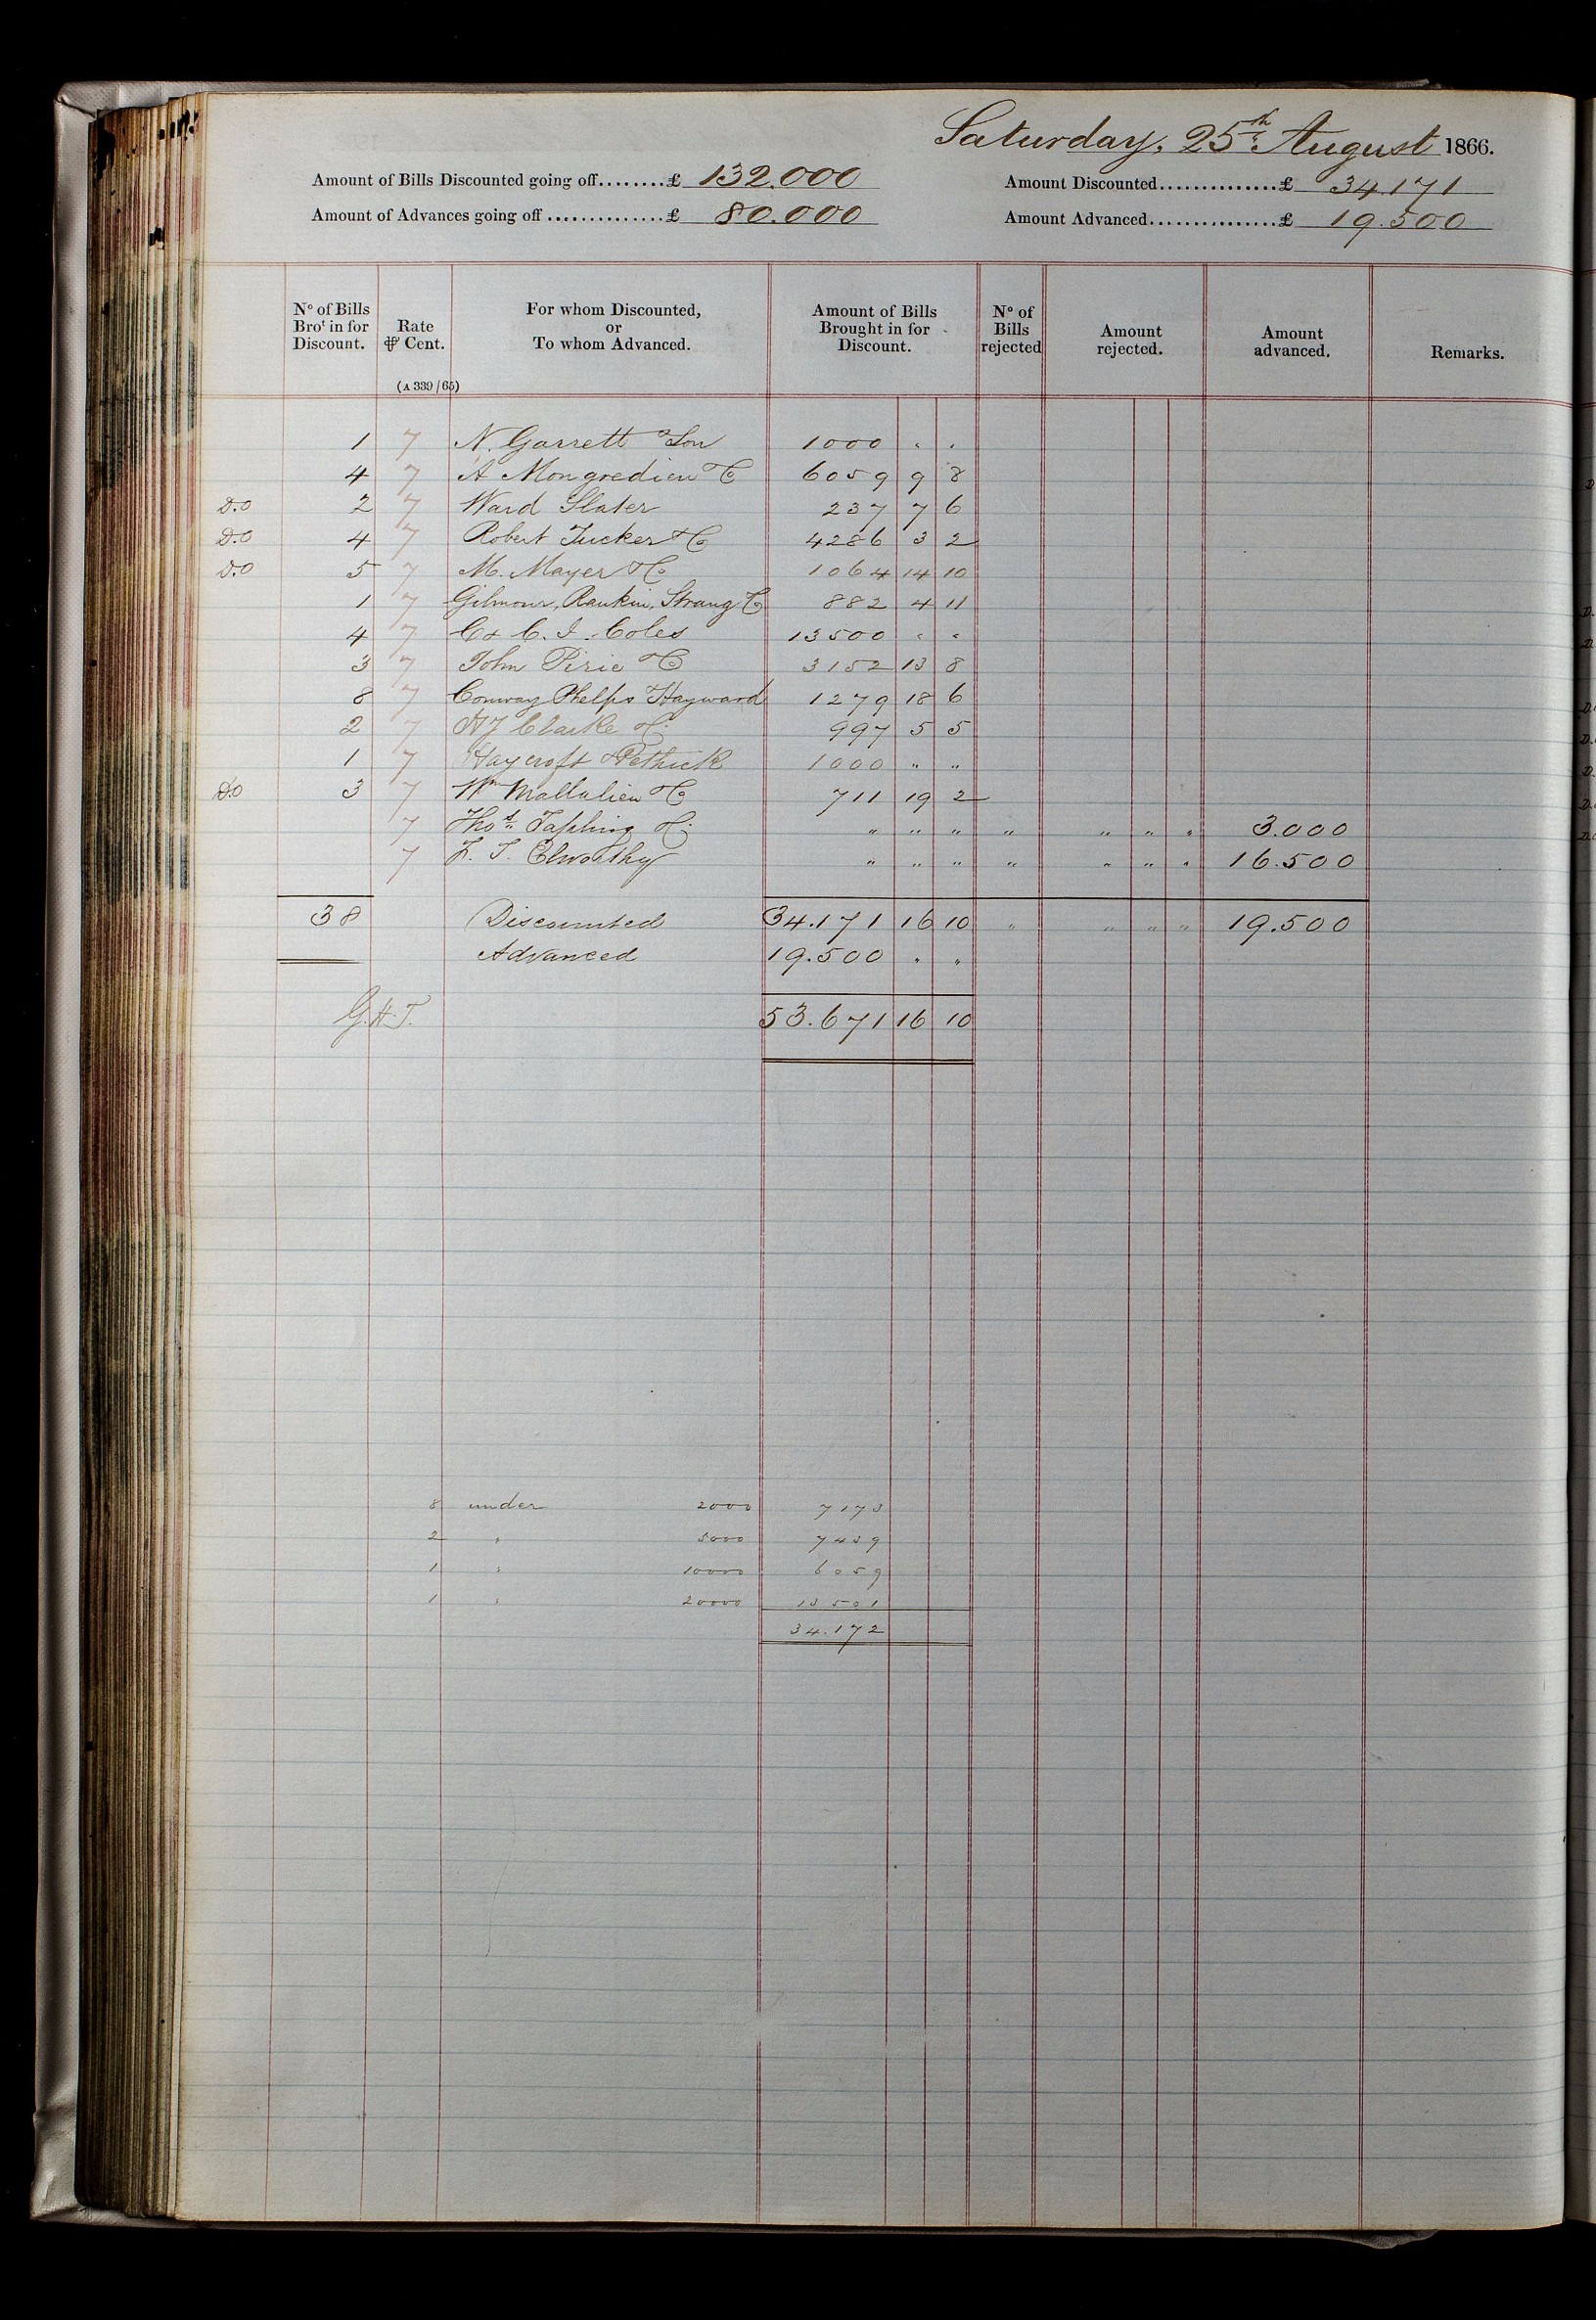 Saturday, 25th August 1866.
Amount of Bills Discounted going off........£ 132.000 Amount Discounted...............£ 34.171
Amount of Advances going off ..............£ 80.000 Amount Advanced................£ 19.500
No of Bills Brot in for Discount. Rate ⅌ Cent. For whom Discounted, or To whom Advanced. Amount of Bills Brought in for Discount. No of Bills rejected Amount rejected. Amount advanced. Remarks.
(A 339/65)
1 7 N. Garrett & Son 1000 . .
4 7 A Mongredien & C 6059 9 8
D.O 2 7 Ward Slater 237 7 6
D.O 4 7 Robert Tucker & C 4286 3 2
D.O 5 7 M. Mayer & C 1064 14 10
1 7 Gilmour, Rankin, Strang & C 882 4 11
4 7 C & C. I. Coles 13500 " "
3 7 John Pirie & C 3152 13 8
8 7 Conway Phelps Hayward 1279 18 6
2 7 Clarke & C 997 5 5
1 7 Haycroft & Pethick 1000 " "
D.O 3 7 Wm Mallalieu & C 711 19 2
7 Thos Tapling & C " " " " " " " 3.000
7 Elworthy " " " " " " " 16.500
38 Discounted 34.171 16 10 " " " " 19.500
Advanced 19.500 " "
G.H.T. 53.671 16 10
8 under 2000 7173
2 " 5000 7439
1 " 10000 6059
1 " 20000 13501
34.172